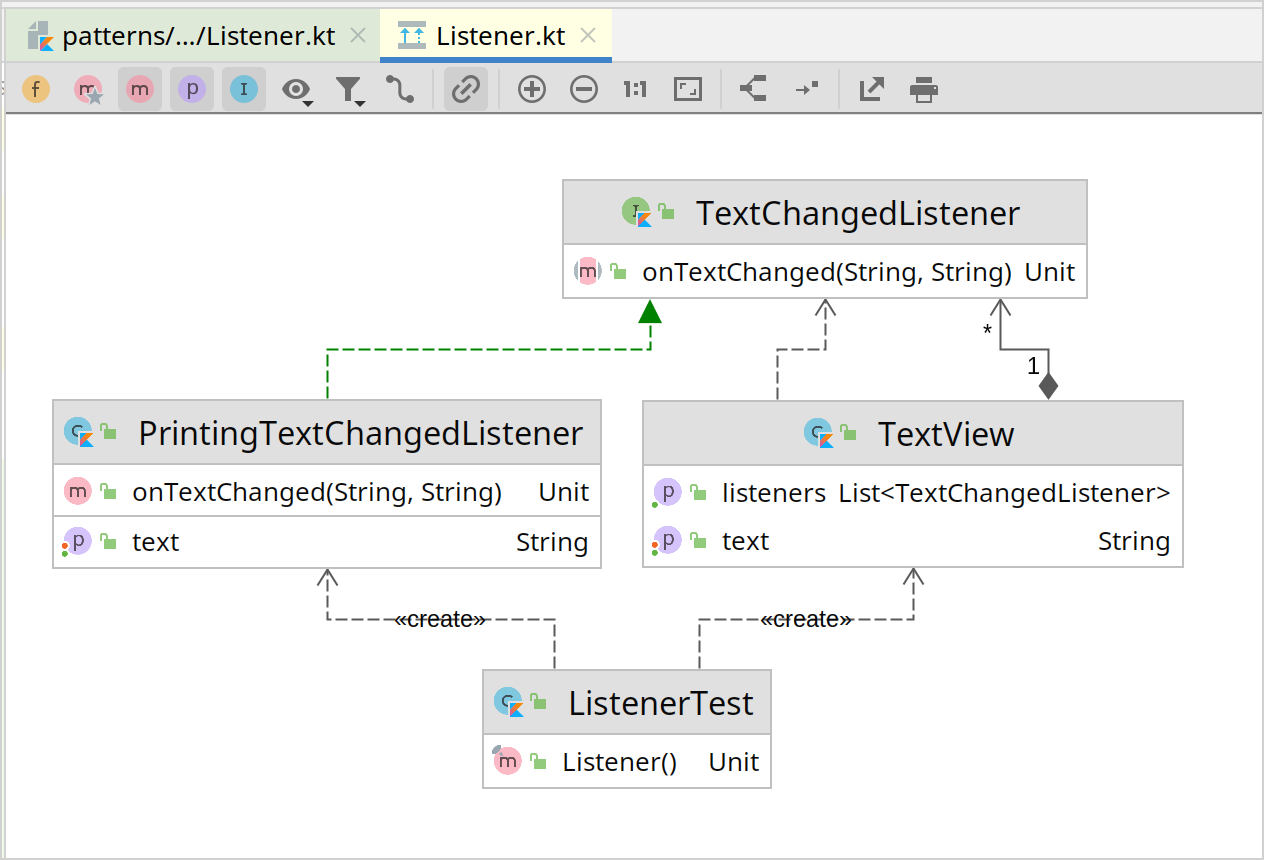 patterns/.../Listener.kt
Listener.kt
f m m p I 1:1
I TextChangedListener
m onTextChanged(String, String) Unit
*
1
C PrintingTextChangedListener
m onTextChanged(String, String) Unit
p text String
C TextView
p listeners List<TextChangedListener>
p text String
«create»
«create»
C ListenerTest
m Listener() Unit